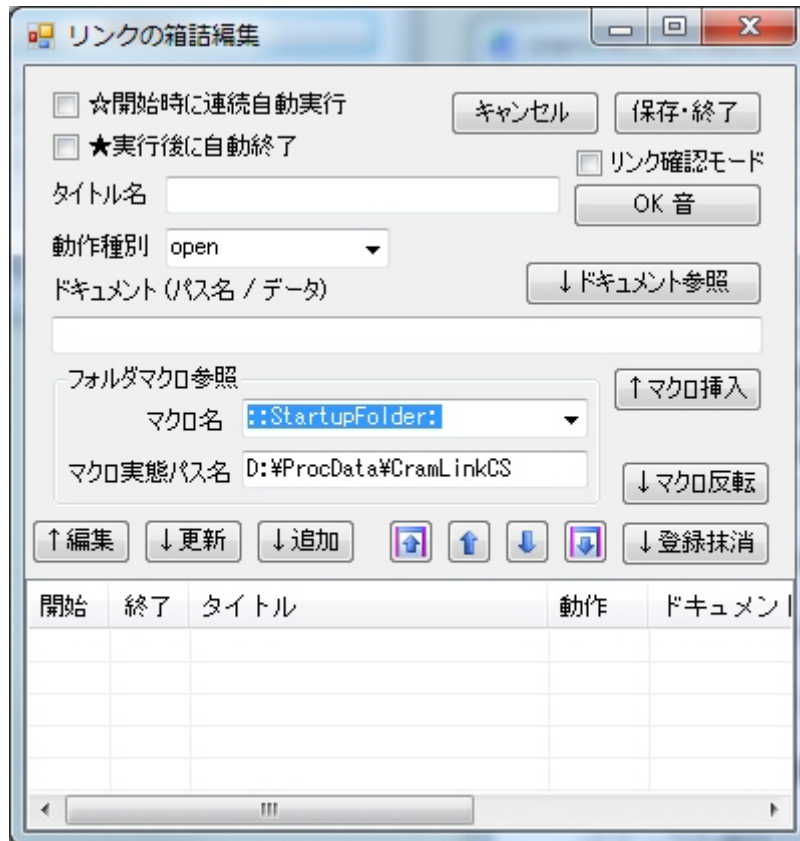 リンクの箱詰編集
☆開始時に連続自動実行
キャンセル
保存・終了
★実行後に自動終了
リンク確認モード
タイトル名
OK 音
動作種別 open
ドキュメント (パス名 / データ)
↓ドキュメント参照
フォルダマクロ参照
↑マクロ挿入
マクロ名 ::StartupFolder:
マクロ実態パス名 D:¥ProcData¥CramLinkCS
↓マクロ反転
↑編集 ↓更新 ↓追加
↓登録抹消
開始 終了 タイトル 動作 ドキュメント